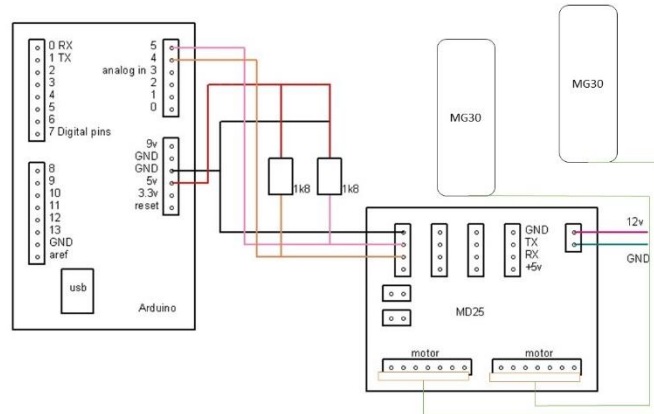 0 RX
1 TX
2
3
4
5
6
7 Digital pins
8
9
10
11
12
13
GND
aref
usb
Arduino
5
4
analog in 3
2
1
0
9v
GND
GND
5v
3.3v
reset
1k8
1k8
MG30
MG30
GND
TX
RX
+5v
12v
GND
MD25
motor
motor